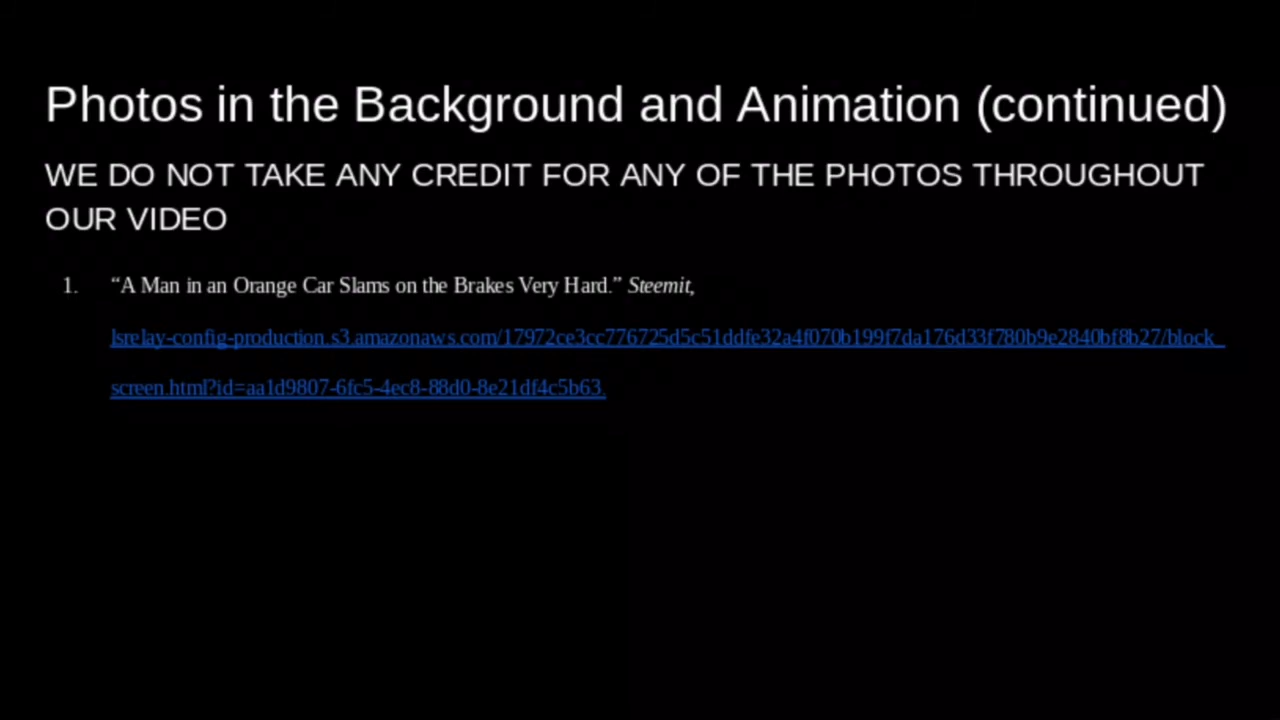 Photos in the Background and Animation (continued)
WE DO NOT TAKE ANY CREDIT FOR ANY OF THE PHOTOS THROUGHOUT
OUR VIDEO
1. “A Man in an Orange Car Slams on the Brakes Very Hard.” Steemit,
lsrelay-config-production.s3.amazonaws.com/17972ce3cc776725d5c51ddfe32a4f070b199f7da176d33f780b9e2840bf8b27/block_
screen.html?id=aa1d9807-6fc5-4ec8-88d0-8e21df4c5b63.